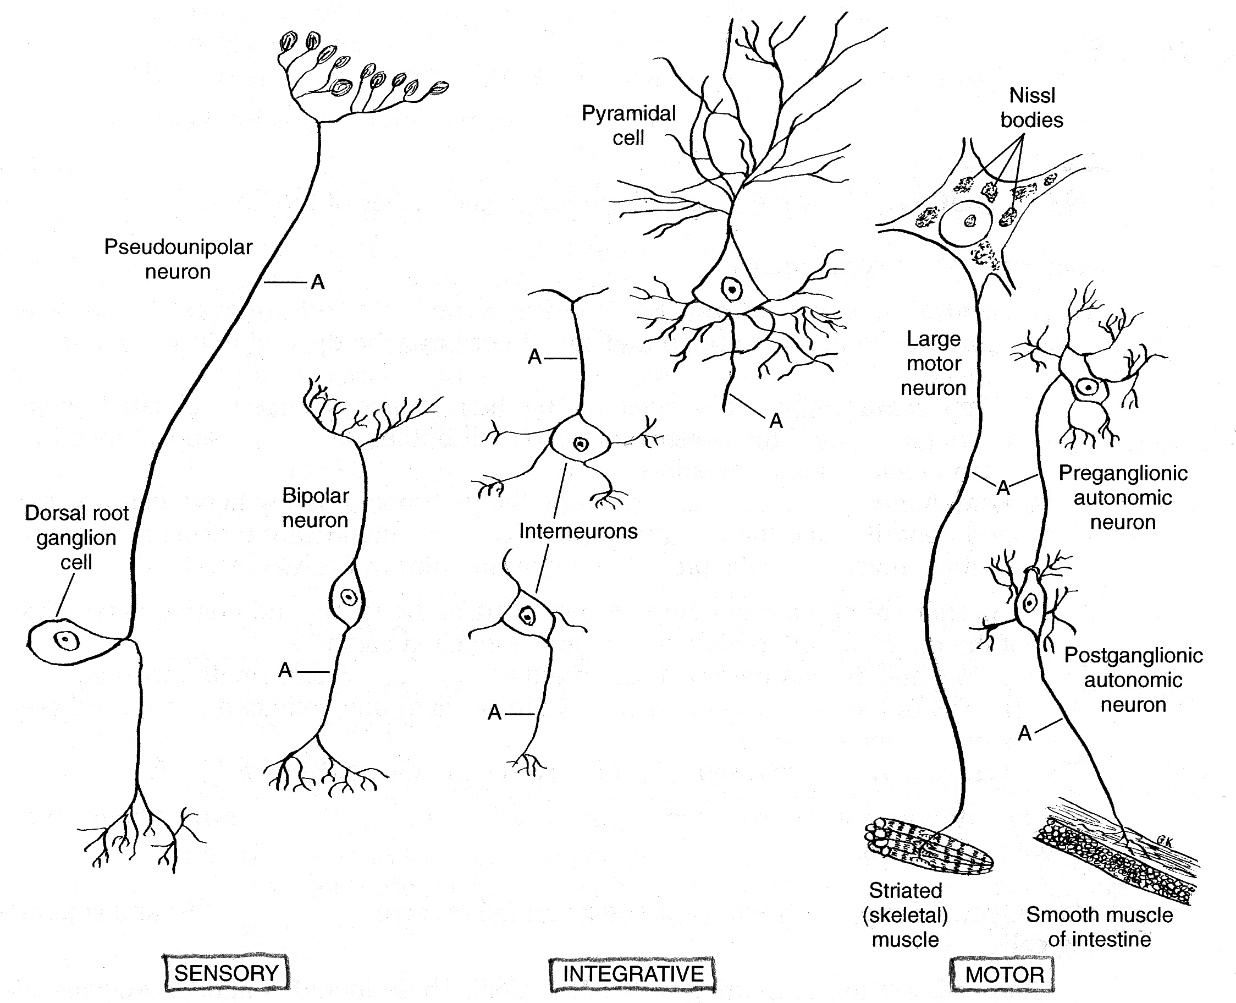 Pseudounipolar
neuron
A
Dorsal root
ganglion
cell
Bipolar
neuron
A
SENSORY
Pyramidal
cell
A
A
Interneurons
A
INTEGRATIVE
Nissl
bodies
Large
motor
neuron
A
Preganglionic
autonomic
neuron
Postganglionic
autonomic
neuron
A
Striated
(skeletal)
muscle
Smooth muscle
of intestine
GK
MOTOR